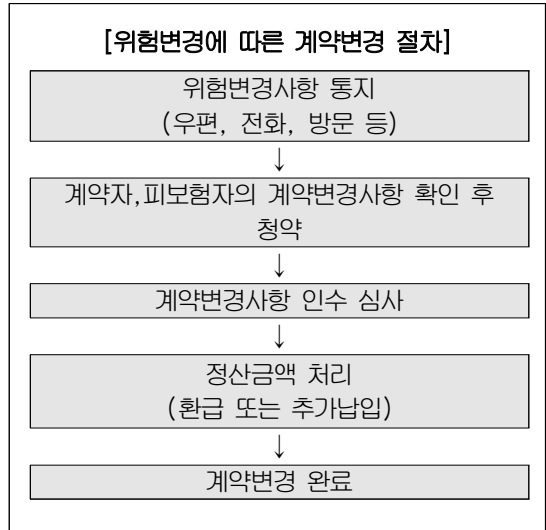 [위험변경에 따른 계약변경 절차]
위험변경사항 통지
(우편, 전화, 방문 등)
↓
계약자,피보험자의 계약변경사항 확인 후
청약
↓
계약변경사항 인수 심사
↓
정산금액 처리
(환급 또는 추가납입)
↓
계약변경 완료